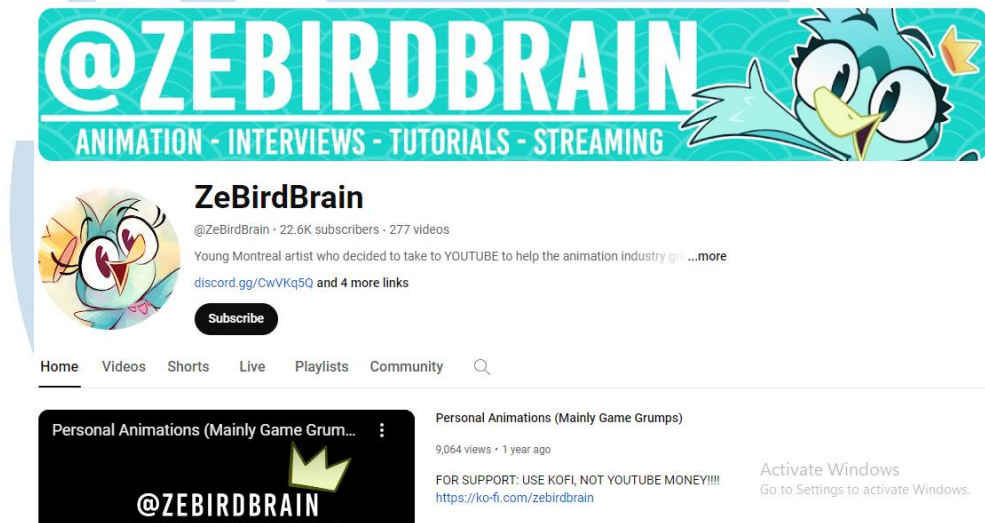 @ZEBIRDBRAIN
ANIMATION - INTERVIEWS - TUTORIALS - STREAMING
ZeBirdBrain
@ZeBirdBrain · 22.6K subscribers · 277 videos
Young Montreal artist who decided to take to YOUTUBE to help the animation industry gr ...more
discord.gg/CwVKq5Q and 4 more links
Subscribe
Home Videos Shorts Live Playlists Community
Personal Animations (Mainly Game Grum...
@ZEBIRDBRAIN
Personal Animations (Mainly Game Grumps)
9,064 views · 1 year ago
FOR SUPPORT: USE KOFI, NOT YOUTUBE MONEY!!!!
https://ko-fi.com/zebirdbrain
Activate Windows
Go to Settings to activate Windows.